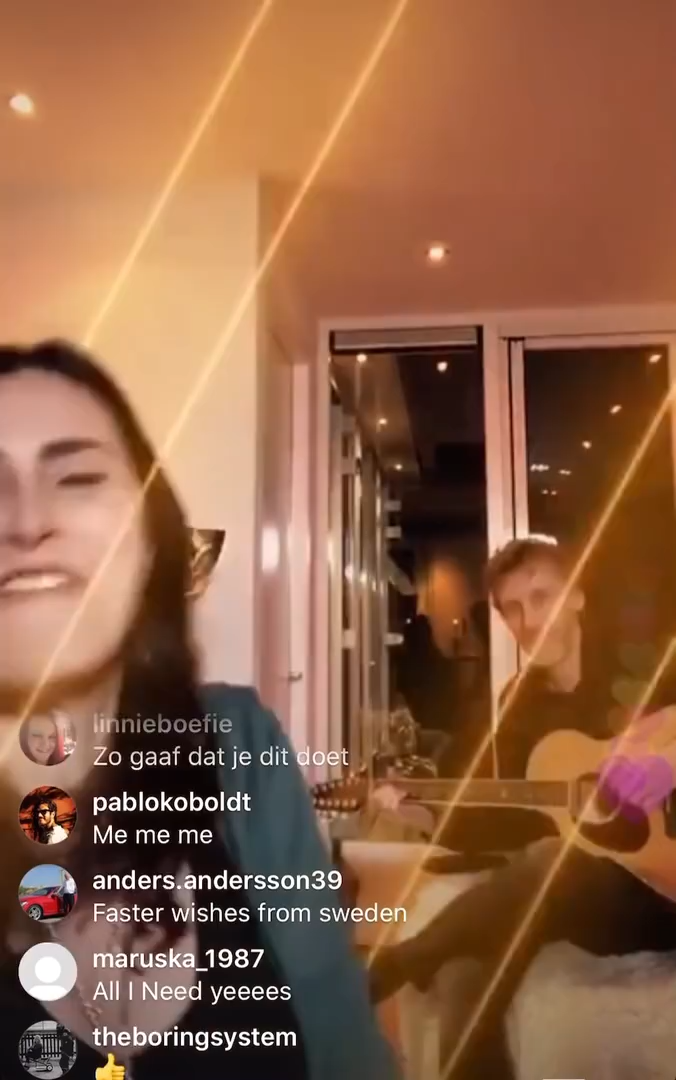 linnieboefie
Zo gaaf dat je dit doet
pablokoboldt
Me me me
anders.andersson39
Faster wishes from sweden
maruska_1987
All I Need yeeees
theboringsystem
👍